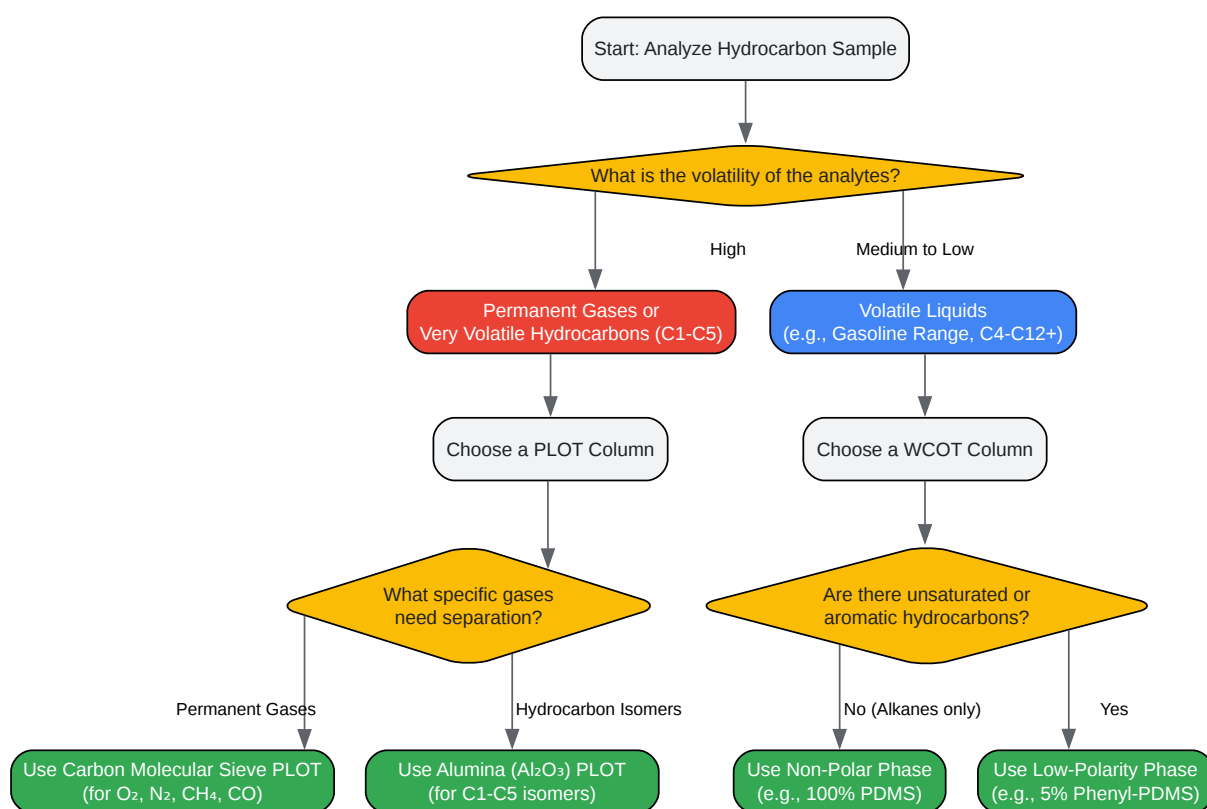 Start: Analyze Hydrocarbon Sample
What is the volatility of the analytes?
High
Medium to Low
Permanent Gases or
Very Volatile Hydrocarbons (C1-C5)
Volatile Liquids
(e.g., Gasoline Range, C4-C12+)
Choose a PLOT Column
Choose a WCOT Column
What specific gases
need separation?
Are there unsaturated or
aromatic hydrocarbons?
Permanent Gases
Hydrocarbon Isomers
No (Alkanes only)
Yes
Use Carbon Molecular Sieve PLOT
(for O₂, N₂, CH₄, CO)
Use Alumina (Al₂O₃) PLOT
(for C1-C5 isomers)
Use Non-Polar Phase
(e.g., 100% PDMS)
Use Low-Polarity Phase
(e.g., 5% Phenyl-PDMS)